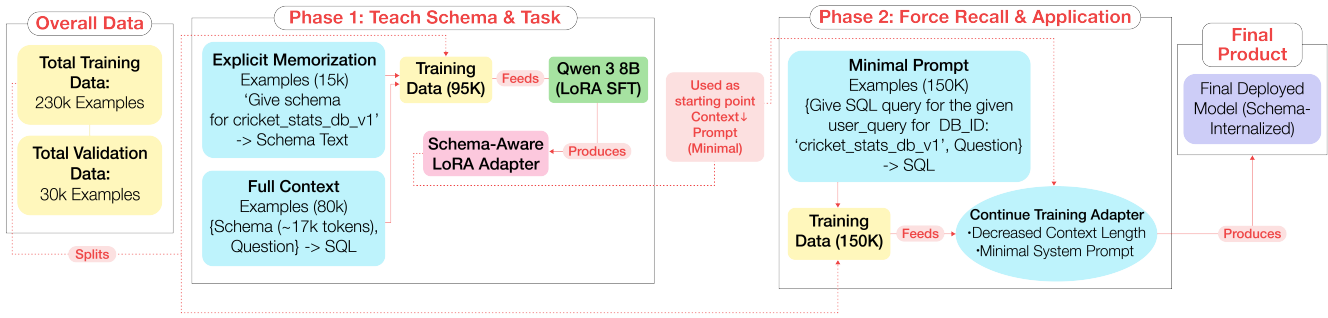 Overall Data
Total Training
Data:
230k Examples
Total Validation
Data:
30k Examples
Splits
Phase 1: Teach Schema & Task
Explicit Memorization
Examples (15k)
‘Give schema
for cricket_stats_db_v1’
-> Schema Text
Full Context
Examples (80k)
{Schema (~17k tokens),
Question} -> SQL
Training
Data (95K)
Feeds
Qwen 3 8B
(LoRA SFT)
Produces
Schema-Aware
LoRA Adapter
Used as
starting point
Context↓
Prompt
(Minimal)
Phase 2: Force Recall & Application
Minimal Prompt
Examples (150K)
{Give SQL query for the given
user_query for DB_ID:
‘cricket_stats_db_v1’, Question}
-> SQL
Training
Data (150K)
Feeds
Continue Training Adapter
•Decreased Context Length
•Minimal System Prompt
Produces
Final
Product
Final Deployed
Model (Schema-
Internalized)